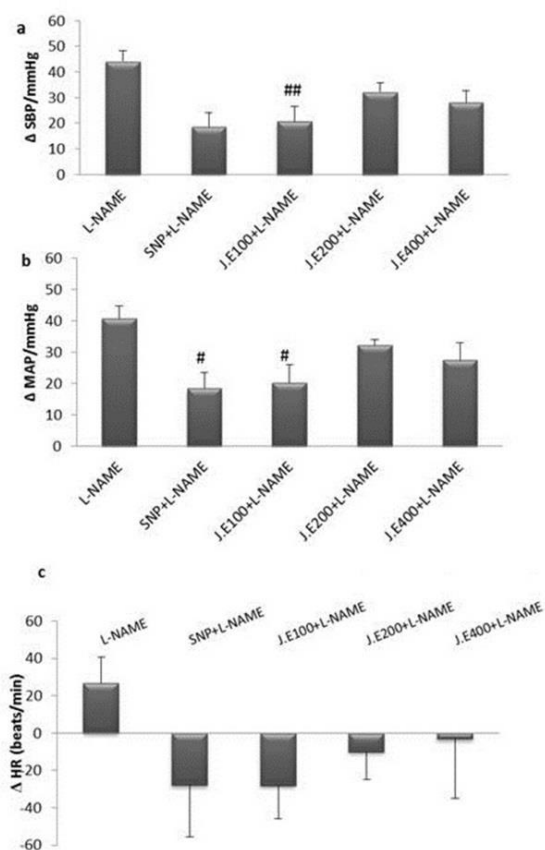 a
Δ SBP/mmHg
60
50
40
30
20
10
0
##
L-NAME
SNP+L-NAME
J.E100+L-NAME
J.E200+L-NAME
J.E400+L-NAME
b
Δ MAP/mmHg
60
50
40
30
20
10
0
#
#
L-NAME
SNP+L-NAME
J.E100+L-NAME
J.E200+L-NAME
J.E400+L-NAME
c
Δ HR (beats/min)
60
40
20
0
-20
-40
-60
L-NAME
SNP+L-NAME
J.E100+L-NAME
J.E200+L-NAME
J.E400+L-NAME